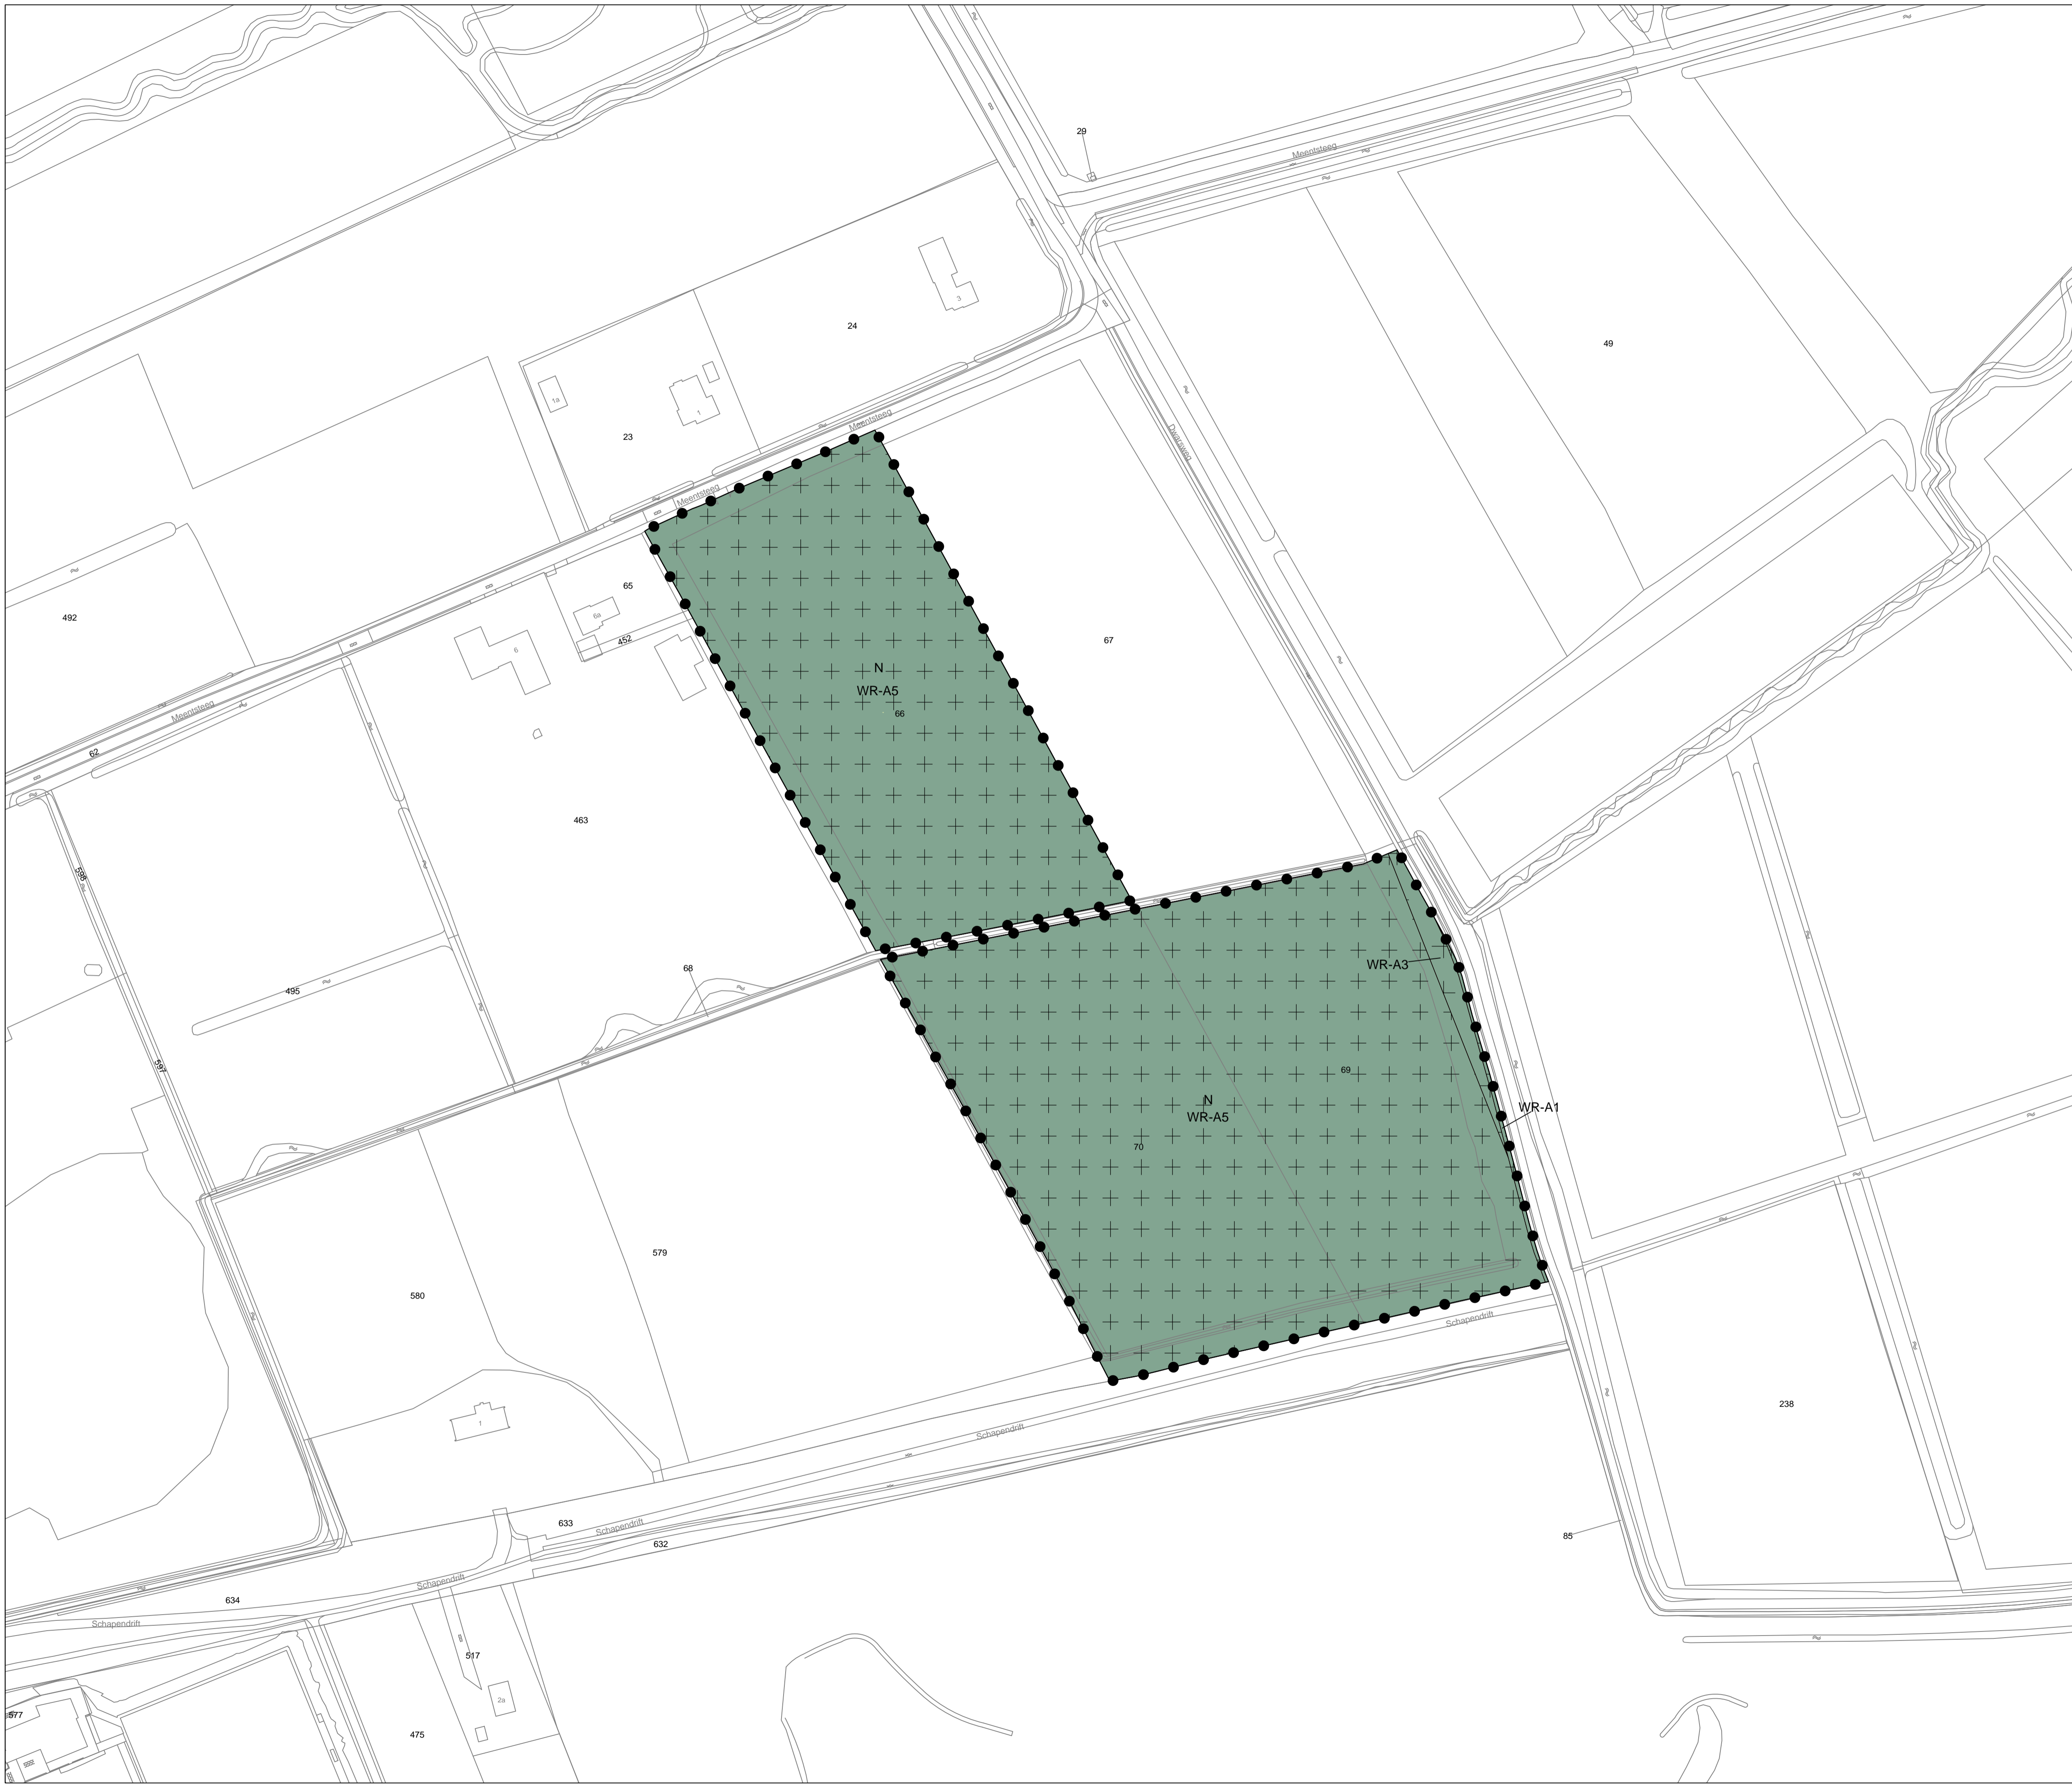 29
Meentsteeg
3
24
49
1a
1
23
Meentsteeg
Dwarsweg
Meentsteeg
65
6a
452
6
67
492
N
WR-A5
66
Meentsteeg
62
463
598
WR-A3
68
495
597
69
N
WR-A5
WR-A1
70
579
580
Schapendrift
238
1
Schapendrift
633
Schapendrift
632
85
Schapendrift
634
Schapendrift
517
2a
577
475